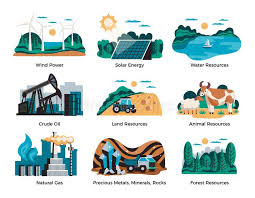 Wind Power
Solar Energy
Water Resources
Crude Oil
Land Resources
Animal Resources
Natural Gas
Precious Metals, Minerals, Rocks
Forest Resources